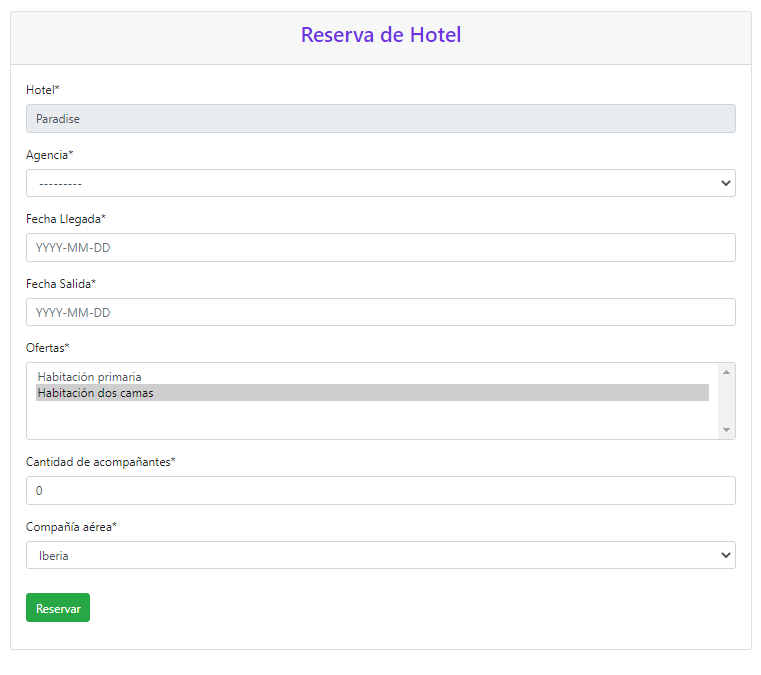 Reserva de Hotel
Hotel*
Paradise
Agencia*
---------
Fecha Llegada*
YYYY-MM-DD
Fecha Salida*
YYYY-MM-DD
Ofertas*
Habitación primaria
Habitación dos camas
Cantidad de acompañantes*
0
Compañía aérea*
Iberia
Reservar